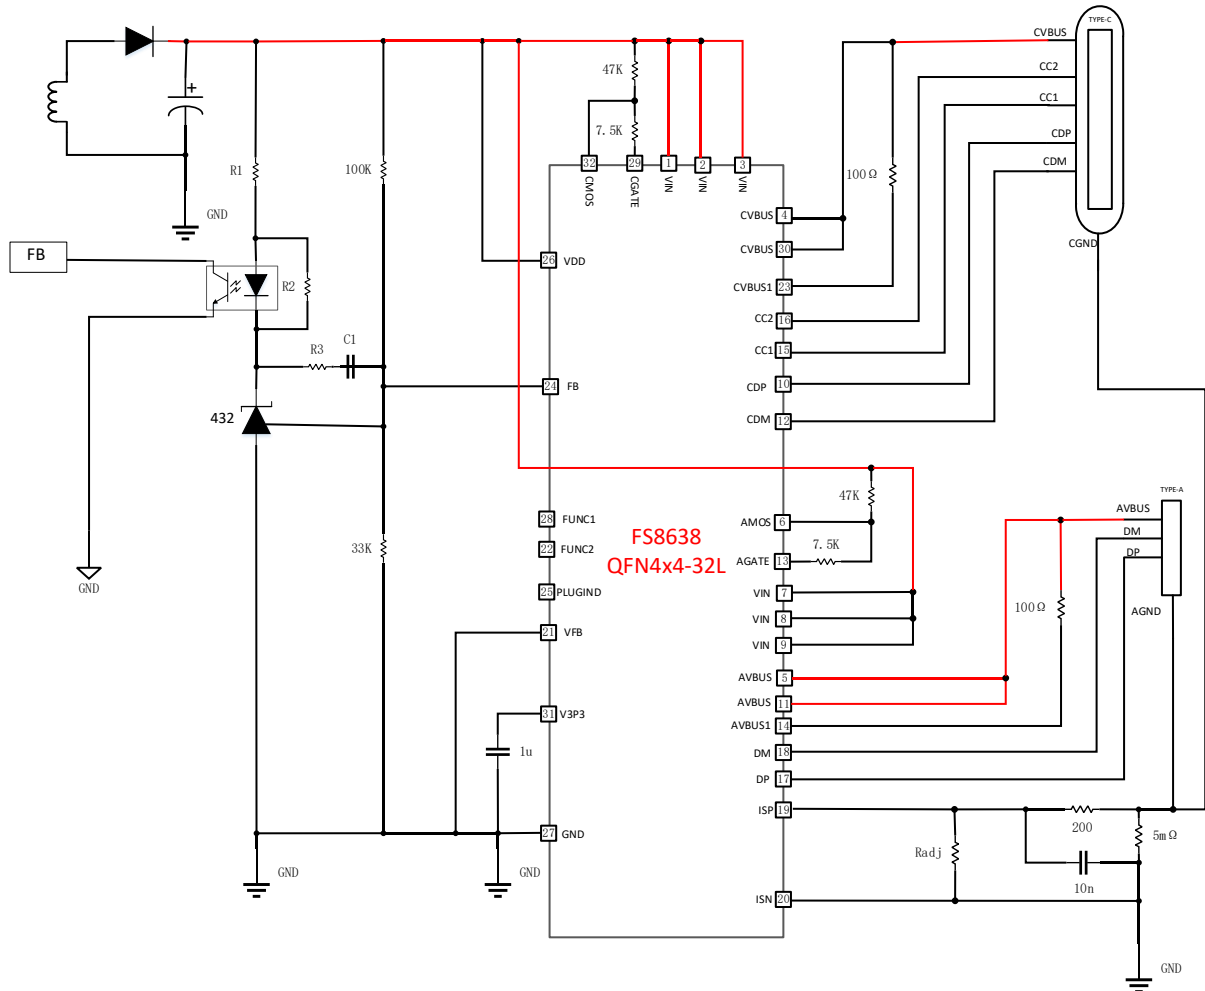 TYPE-C
CVBUS
CC2
CC1
CDP
CDM
CGND
+
R1
GND
FB
R2
R3
C1
432
GND
GND
100K
33K
47K
7.5K
32
29
1
2
3
CMOS
CGATE
VIN
VIN
VIN
26 VDD
24 FB
28 FUNC1
22 FUNC2
25 PLUGIND
21 VFB
31 V3P3
1u
27 GND
GND
FS8638
QFN4x4-32L
CVBUS 4
CVBUS 30
CVBUS1 23
CC2 16
CC1 15
CDP 10
CDM 12
100Ω
47K
AMOS 6
7.5K
AGATE 13
VIN 7
VIN 8
VIN 9
AVBUS 5
AVBUS 11
AVBUS1 14
DM 18
DP 17
ISP 19
ISN 20
100Ω
TYPE-A
AVBUS
DM
DP
AGND
200
5mΩ
Radj
10n
GND